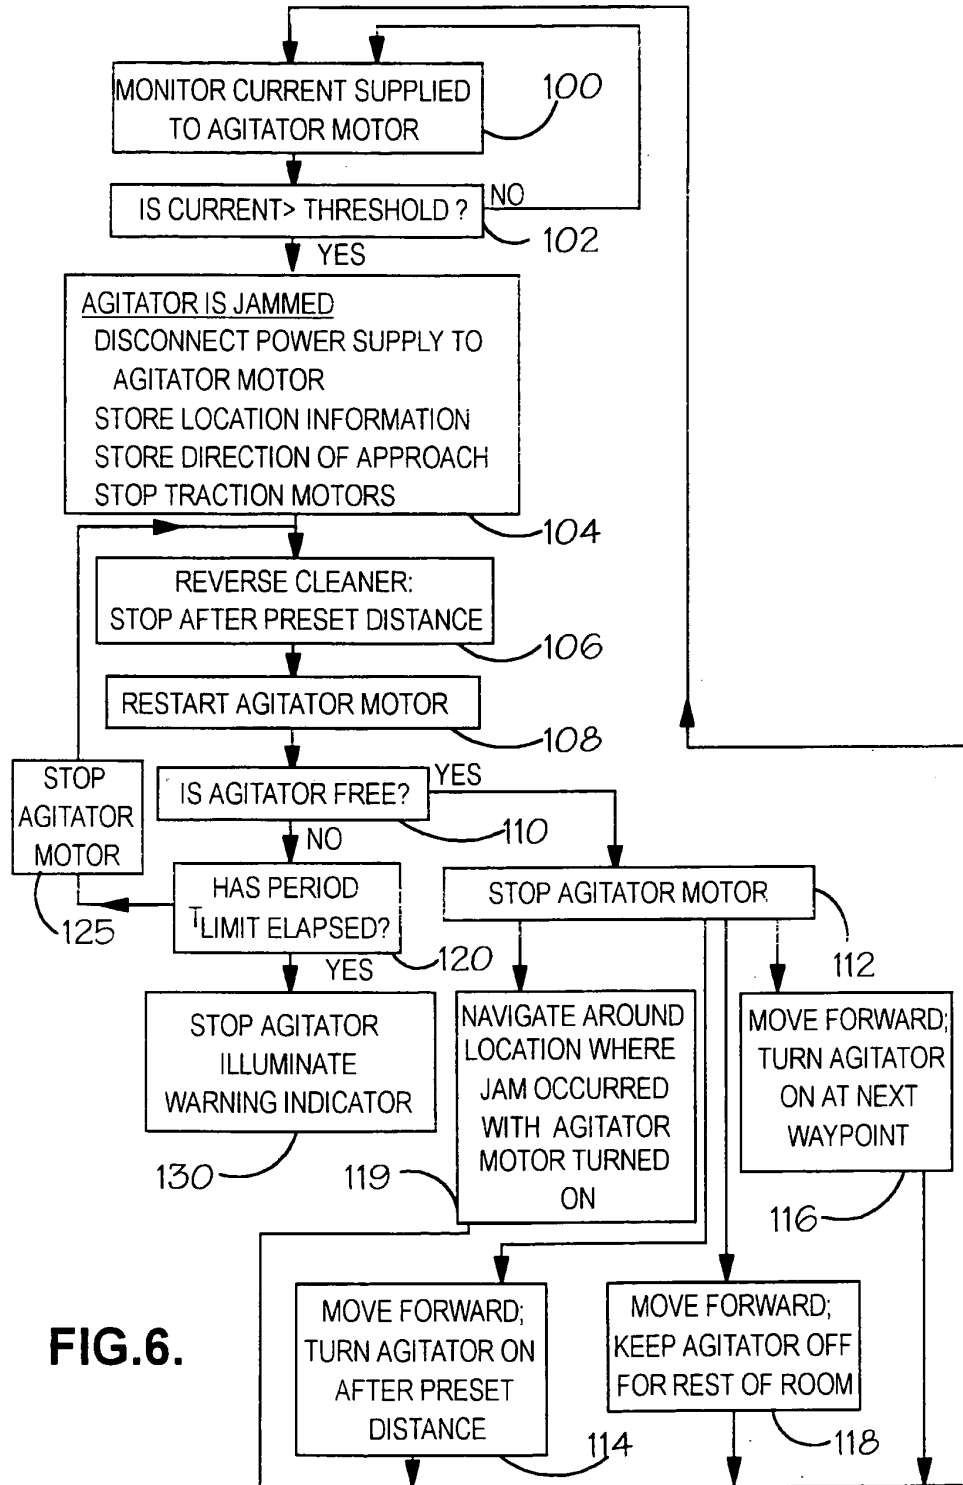 MONITOR CURRENT SUPPLIED
TO AGITATOR MOTOR
100
IS CURRENT> THRESHOLD ?
NO
102
YES
AGITATOR IS JAMMED
DISCONNECT POWER SUPPLY TO
AGITATOR MOTOR
STORE LOCATION INFORMATION
STORE DIRECTION OF APPROACH
STOP TRACTION MOTORS
104
REVERSE CLEANER:
STOP AFTER PRESET DISTANCE
106
RESTART AGITATOR MOTOR
108
IS AGITATOR FREE?
YES
110
NO
STOP
AGITATOR
MOTOR
125
HAS PERIOD
TLIMIT ELAPSED?
120
YES
STOP AGITATOR
ILLUMINATE
WARNING INDICATOR
130
STOP AGITATOR MOTOR
112
NAVIGATE AROUND
LOCATION WHERE
JAM OCCURRED
WITH AGITATOR
MOTOR TURNED
ON
119
MOVE FORWARD;
TURN AGITATOR
ON AT NEXT
WAYPOINT
116
MOVE FORWARD;
TURN AGITATOR ON
AFTER PRESET
DISTANCE
114
MOVE FORWARD;
KEEP AGITATOR OFF
FOR REST OF ROOM
118
FIG.6.